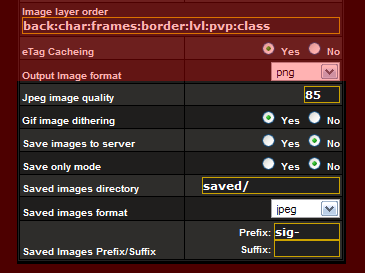 Image layer order
back:char:frames:border:lvl:pvp:class
eTag Cacheing Yes No
Output Image format png
Jpeg image quality 85
Gif image dithering Yes No
Save images to server Yes No
Save only mode Yes No
Saved images directory saved/
Saved images format jpeg
Prefix: sig-
Saved Images Prefix/Suffix Suffix: